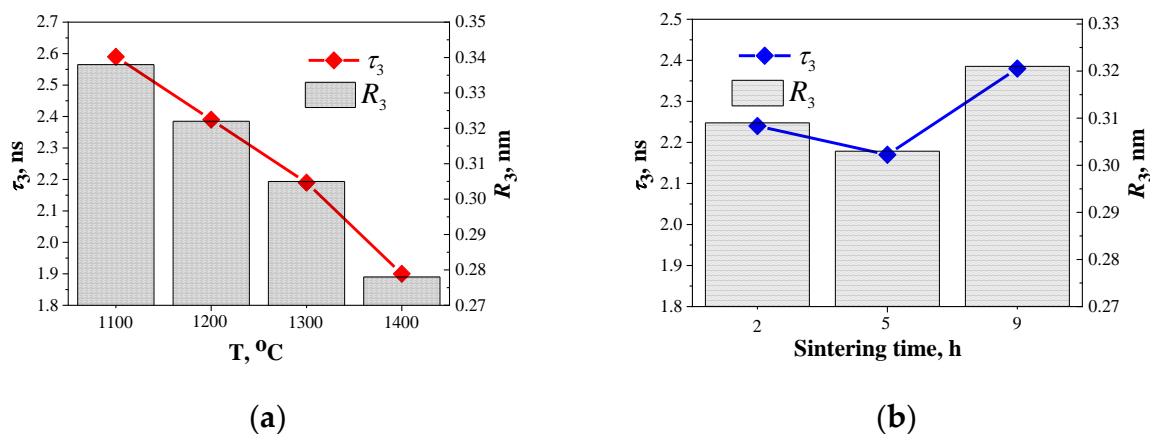 2.7
2.6
2.5
2.4
2.3
2.2
2.1
2.0
1.9
1.8
τ3, ns
τ3
R3
0.35
0.34
0.33
0.32
0.31
0.30
0.29
0.28
0.27
R3, nm
1100 1200 1300 1400
T, °C
(a)
2.5
2.4
2.3
2.2
2.1
2.0
1.9
1.8
τ3, ns
τ3
R3
0.33
0.32
0.31
0.30
0.29
0.28
0.27
R3, nm
2 5 9
Sintering time, h
(b)